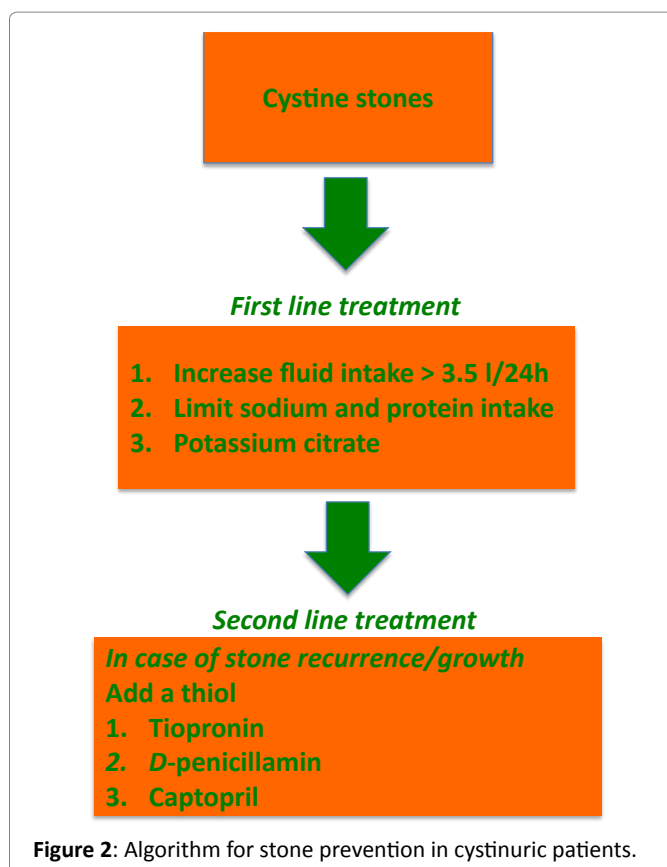 Cystine stones
First line treatment
1. Increase fluid intake > 3.5 l/24h
2. Limit sodium and protein intake
3. Potassium citrate
Second line treatment
In case of stone recurrence/growth
Add a thiol
1. Tiopronin
2. D-penicillamin
3. Captopril
Figure 2: Algorithm for stone prevention in cystinuric patients.